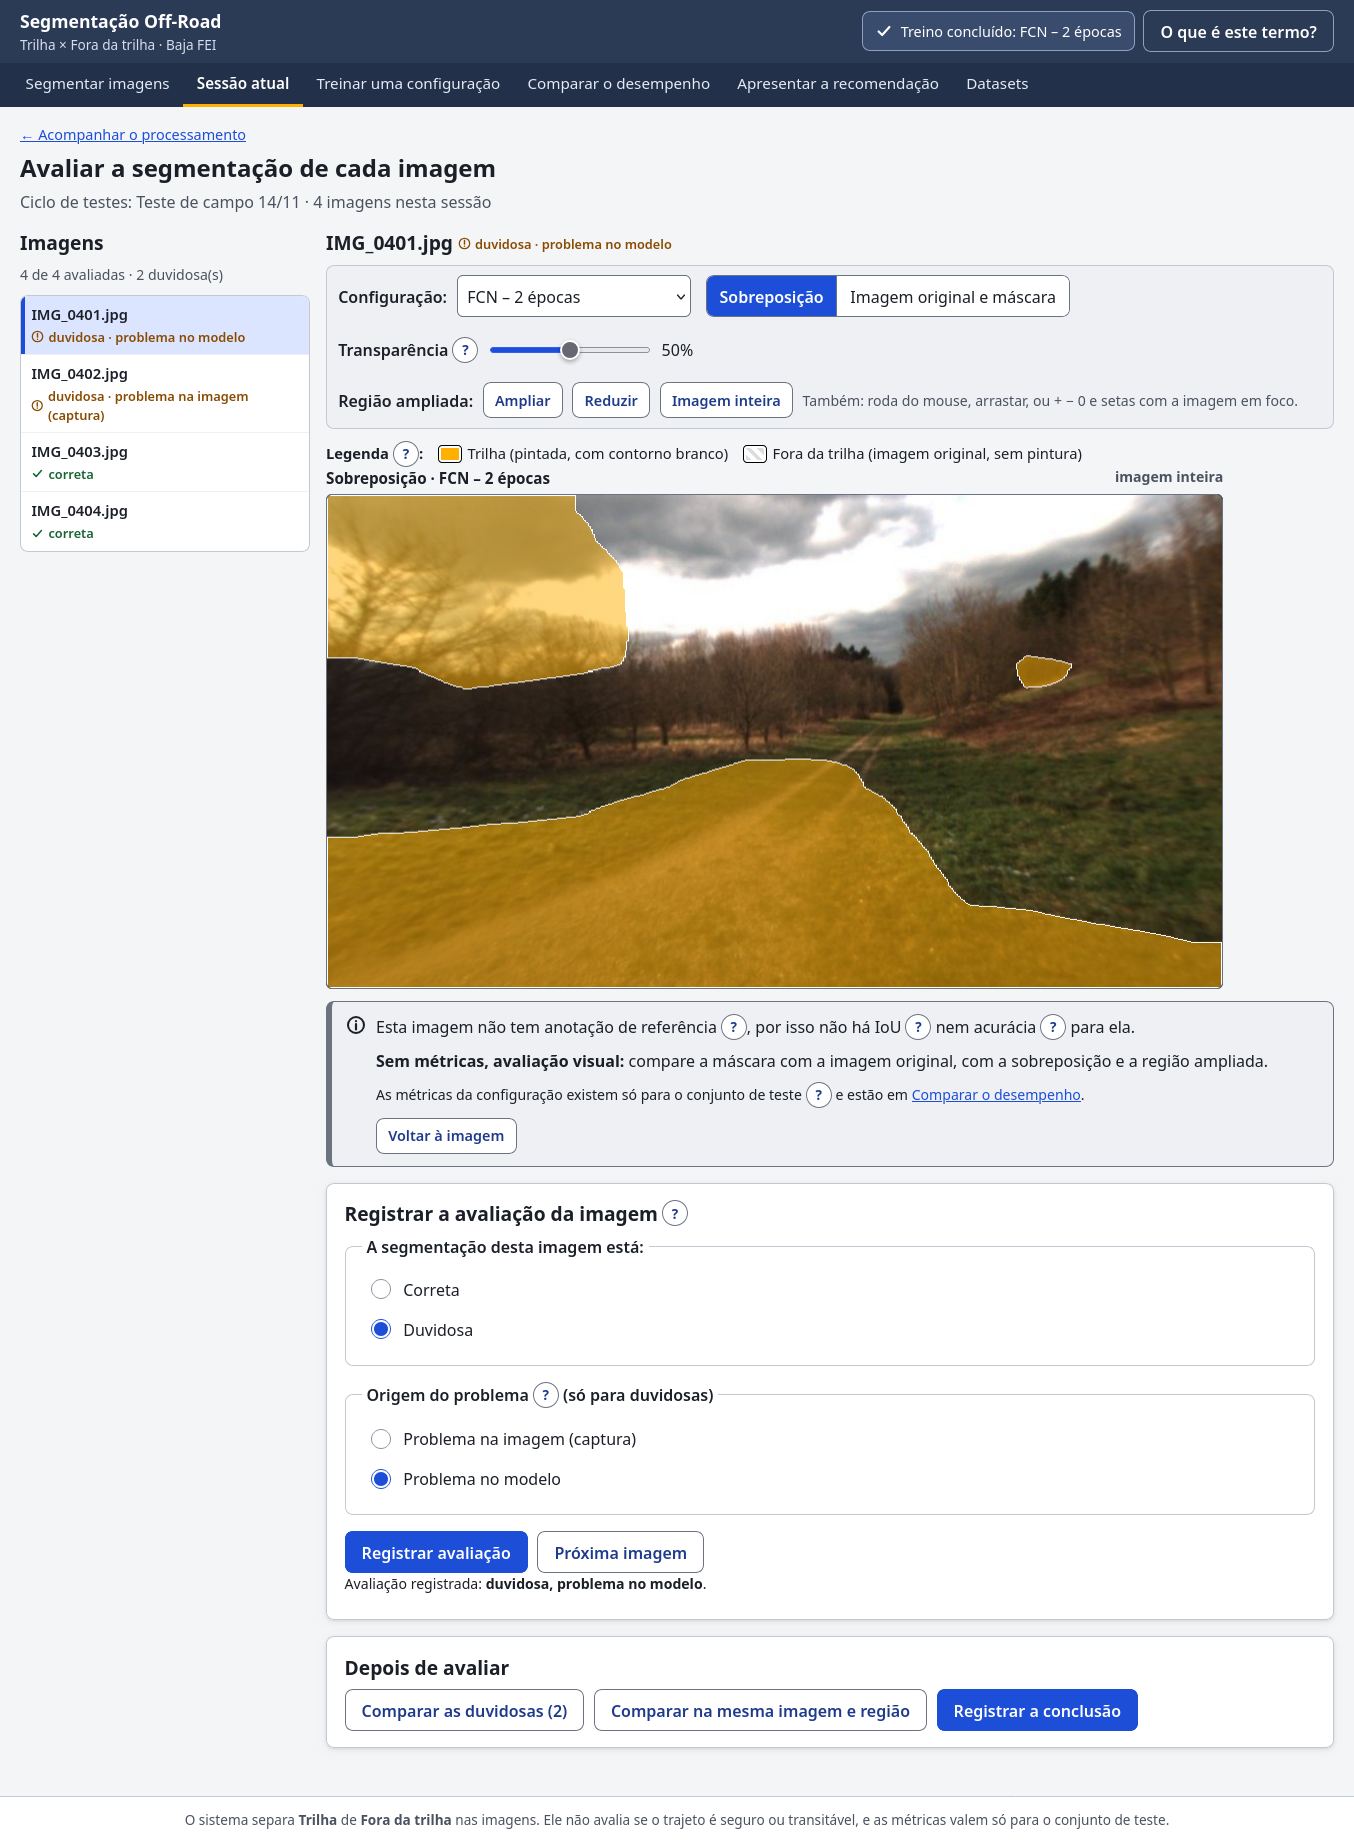 Segmentação Off-Road
Trilha × Fora da trilha · Baja FEI
Treino concluído: FCN – 2 épocas
O que é este termo?
Segmentar imagens
Sessão atual
Treinar uma configuração
Comparar o desempenho
Apresentar a recomendação
Datasets
← Acompanhar o processamento
Avaliar a segmentação de cada imagem
Ciclo de testes: Teste de campo 14/11 · 4 imagens nesta sessão
Imagens
4 de 4 avaliadas · 2 duvidosa(s)
IMG_0401.jpg
duvidosa · problema no modelo
IMG_0402.jpg
duvidosa · problema na imagem
(captura)
IMG_0403.jpg
correta
IMG_0404.jpg
correta
IMG_0401.jpg duvidosa · problema no modelo
Configuração: FCN – 2 épocas Sobreposição Imagem original e máscara
Transparência ? 50%
Região ampliada: Ampliar Reduzir Imagem inteira Também: roda do mouse, arrastar, ou + − 0 e setas com a imagem em foco.
Legenda ?: Trilha (pintada, com contorno branco) Fora da trilha (imagem original, sem pintura)
Sobreposição · FCN – 2 épocas imagem inteira
Esta imagem não tem anotação de referência ?, por isso não há IoU ? nem acurácia ? para ela.
Sem métricas, avaliação visual: compare a máscara com a imagem original, com a sobreposição e a região ampliada.
As métricas da configuração existem só para o conjunto de teste ? e estão em Comparar o desempenho.
Voltar à imagem
Registrar a avaliação da imagem ?
A segmentação desta imagem está:
Correta
Duvidosa
Origem do problema ? (só para duvidosas)
Problema na imagem (captura)
Problema no modelo
Registrar avaliação Próxima imagem
Avaliação registrada: duvidosa, problema no modelo.
Depois de avaliar
Comparar as duvidosas (2) Comparar na mesma imagem e região Registrar a conclusão
O sistema separa Trilha de Fora da trilha nas imagens. Ele não avalia se o trajeto é seguro ou transitável, e as métricas valem só para o conjunto de teste.